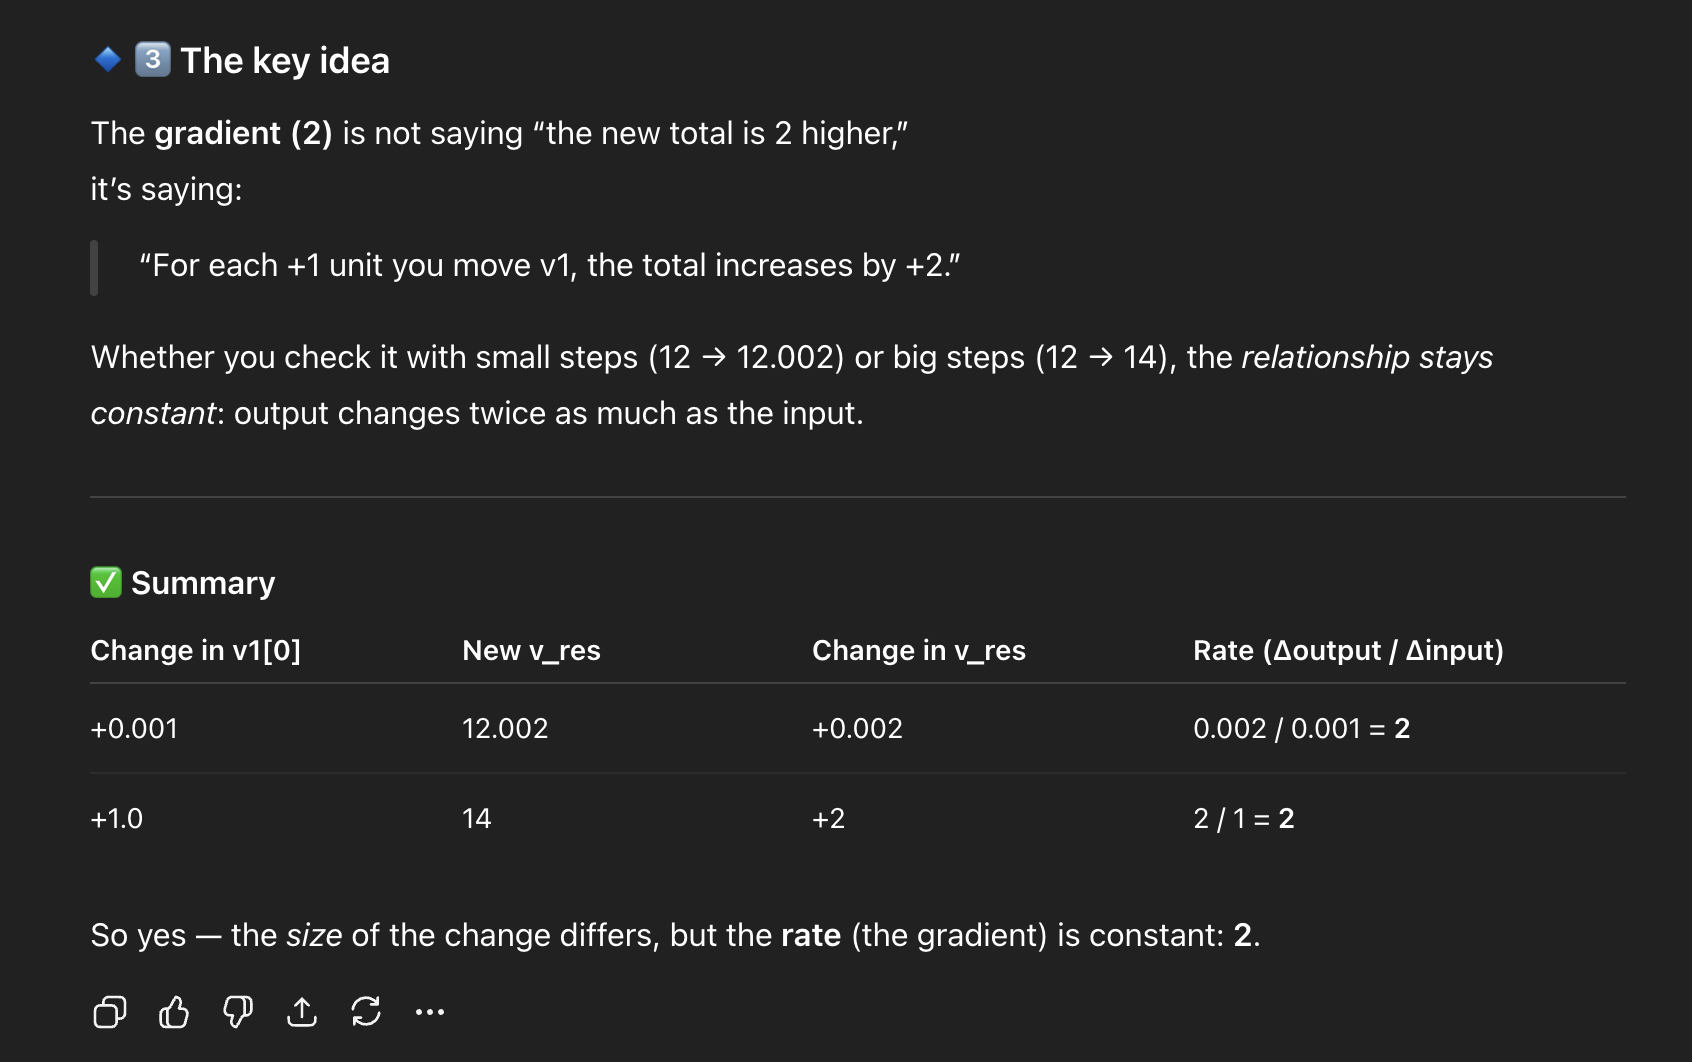 🔹 3️⃣ The key idea
The gradient (2) is not saying “the new total is 2 higher,”
it’s saying:
“For each +1 unit you move v1, the total increases by +2.”
Whether you check it with small steps (12 → 12.002) or big steps (12 → 14), the relationship stays
constant: output changes twice as much as the input.
✅ Summary
Change in v1[0] New v_res Change in v_res Rate (Δoutput / Δinput)
+0.001 12.002 +0.002 0.002 / 0.001 = 2
+1.0 14 +2 2 / 1 = 2
So yes — the size of the change differs, but the rate (the gradient) is constant: 2.